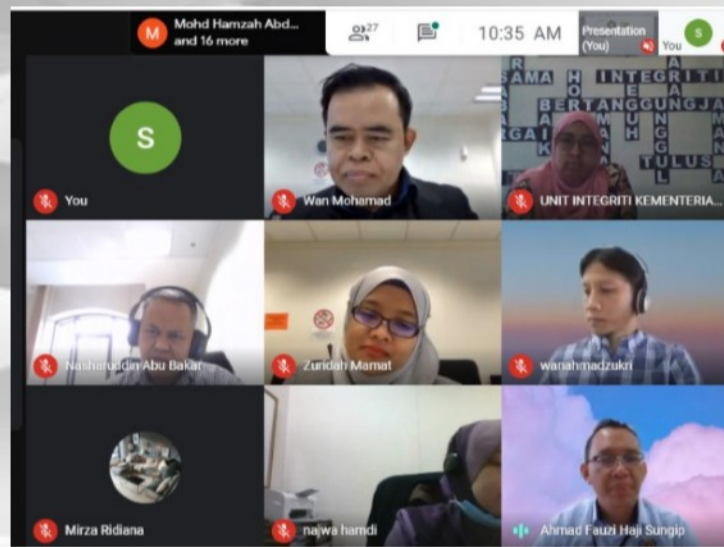 M
Mohd Hamzah Abd...
and 16 more
27
10:35 AM
Presentation
(You)
You
S
S
You
Wan Mohamad
SAMA H INTEGRITI
BERTANGGUNGJA
RGAI
TULUS
UNIT INTEGRITI KEMENTERIA...
Nasharuddin Abu Bakar
Zuridah Mamat
wanahmadzukri
Mirza Ridiana
najwa hamdi
Ahmad Fauzi Haji Sungip